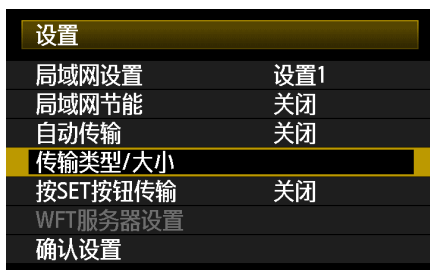 设置
局域网设置 设置1
局域网节能 关闭
自动传输 关闭
传输类型/大小
按SET按钮传输 关闭
WFT服务器设置
确认设置